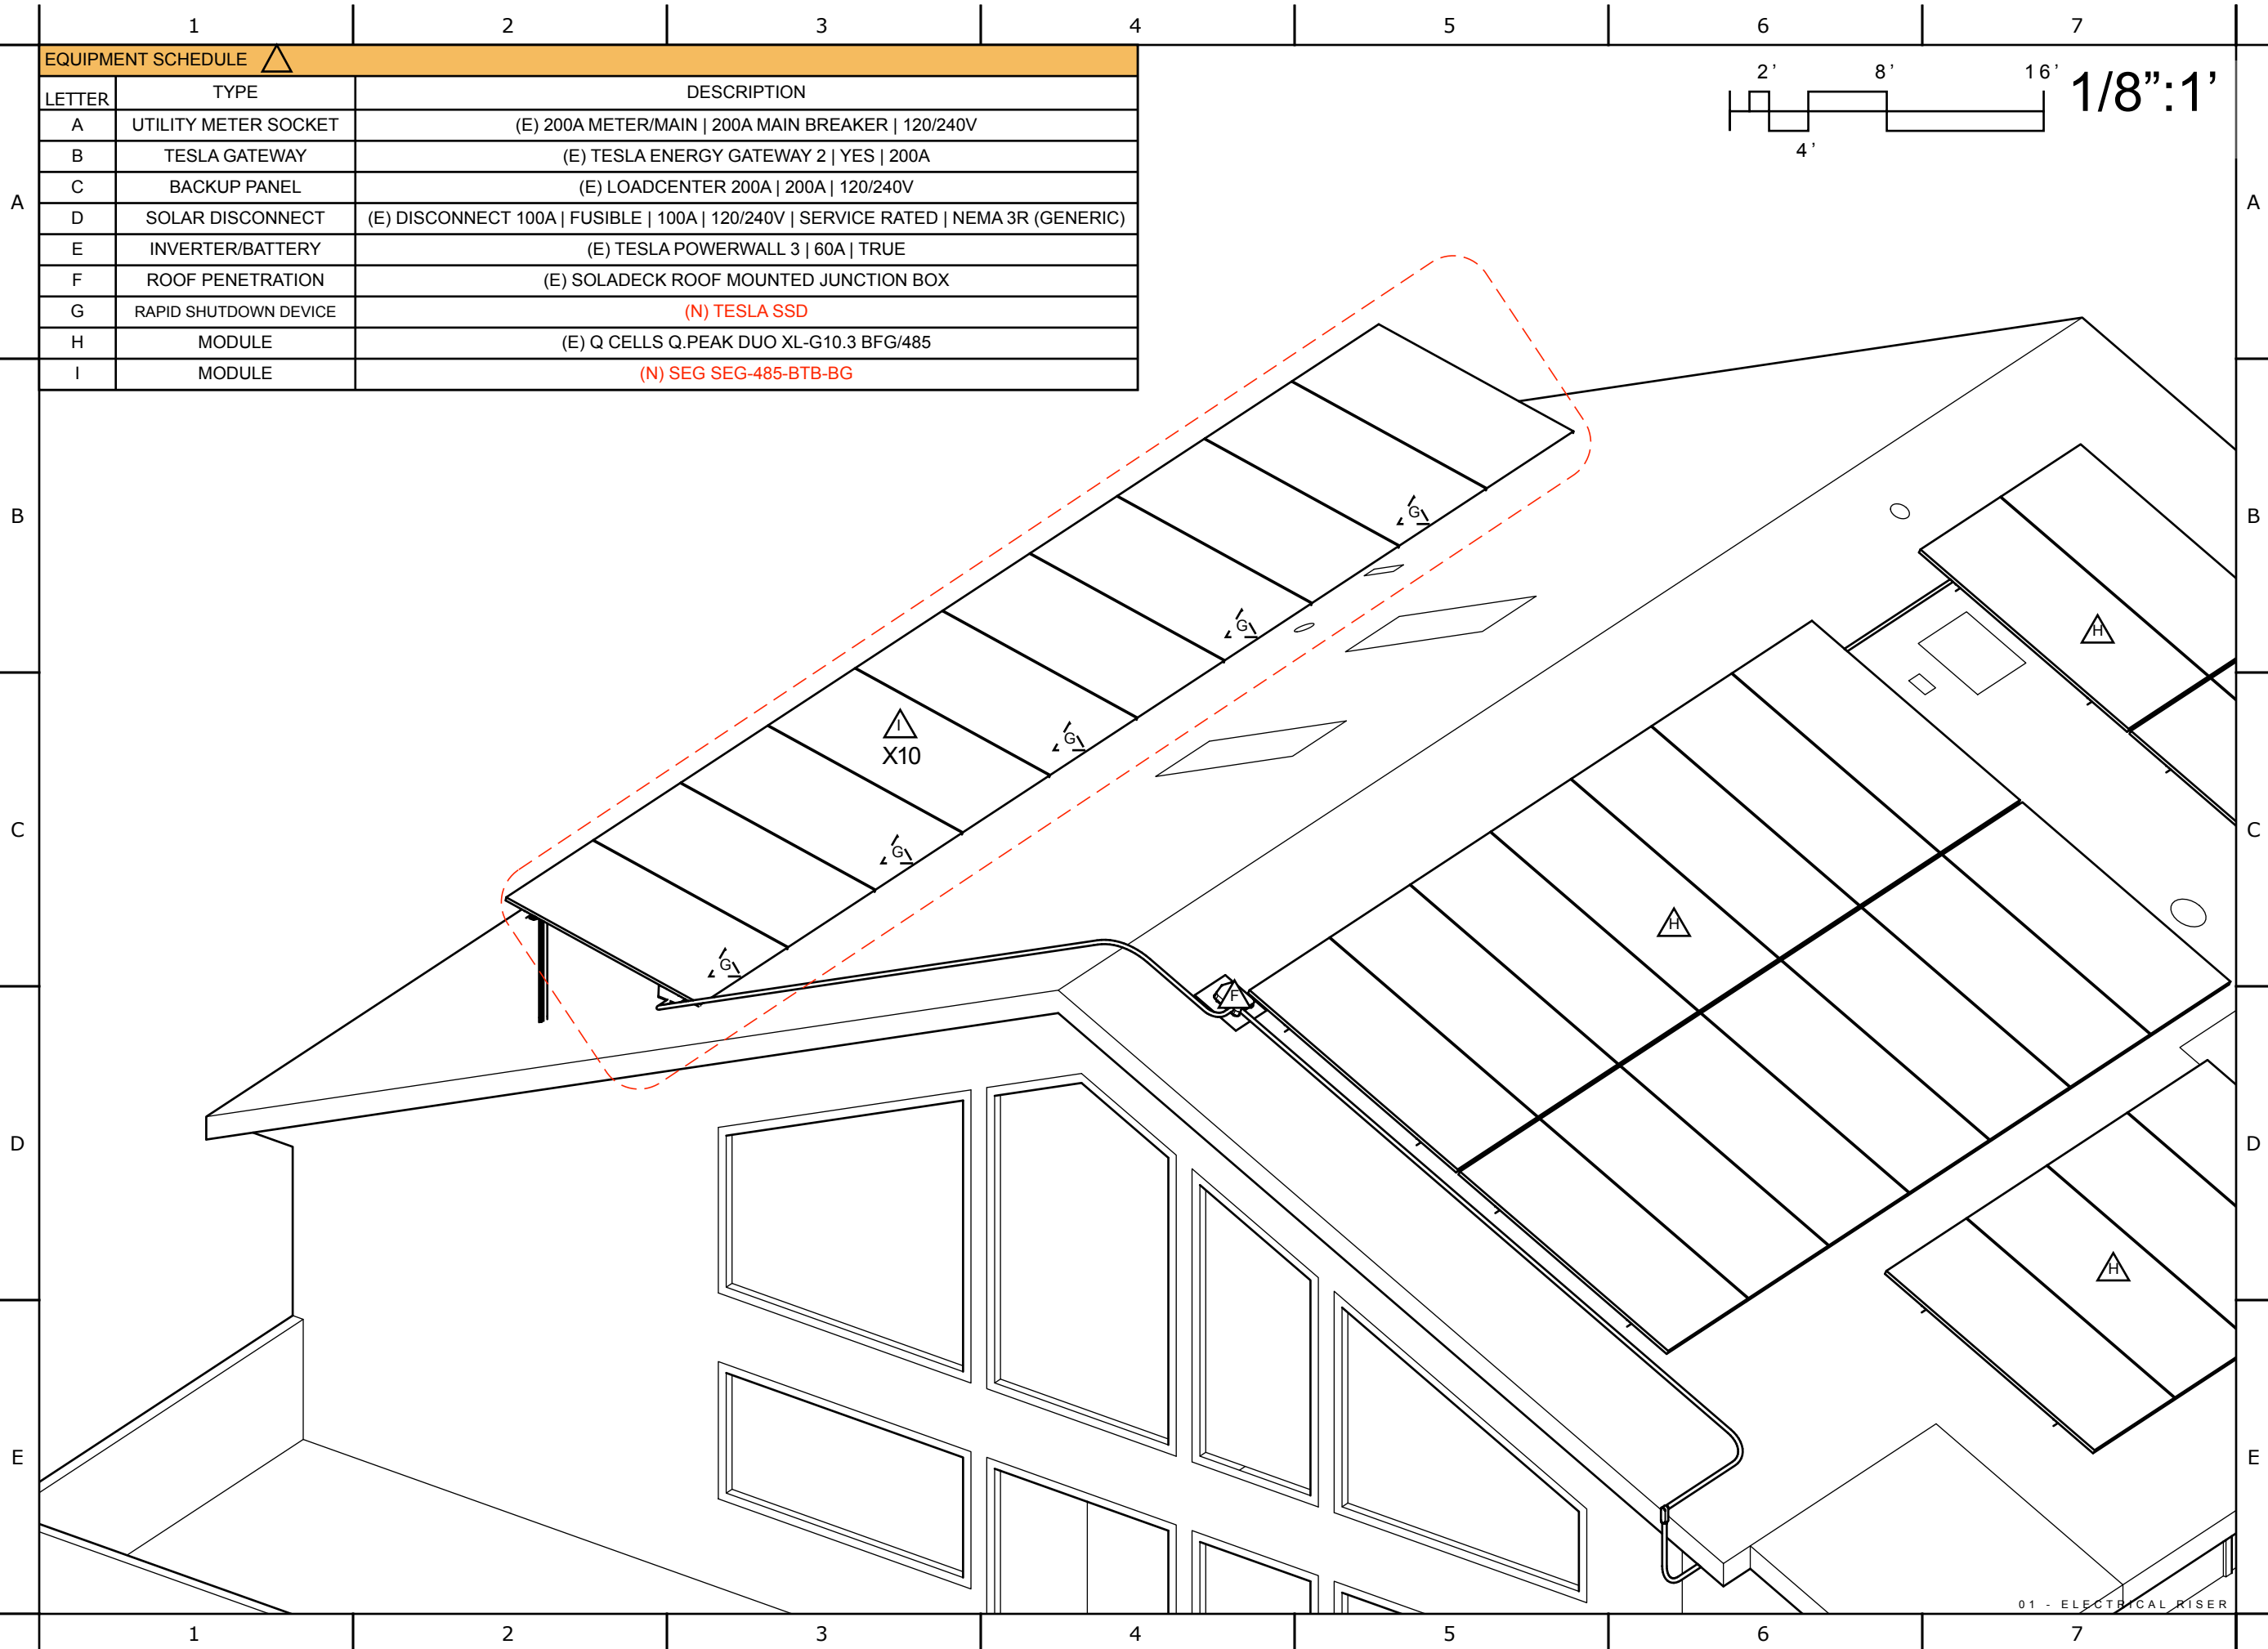 1 2 3 4 5 6 7
EQUIPMENT SCHEDULE
LETTER TYPE DESCRIPTION
A UTILITY METER SOCKET (E) 200A METER/MAIN | 200A MAIN BREAKER | 120/240V
B TESLA GATEWAY (E) TESLA ENERGY GATEWAY 2 | YES | 200A
C BACKUP PANEL (E) LOADCENTER 200A | 200A | 120/240V
D SOLAR DISCONNECT (E) DISCONNECT 100A | FUSIBLE | 100A | 120/240V | SERVICE RATED | NEMA 3R (GENERIC)
E INVERTER/BATTERY (E) TESLA POWERWALL 3 | 60A | TRUE
F ROOF PENETRATION (E) SOLADECK ROOF MOUNTED JUNCTION BOX
G RAPID SHUTDOWN DEVICE (N) TESLA SSD
H MODULE (E) Q CELLS Q.PEAK DUO XL-G10.3 BFG/485
I MODULE (N) SEG SEG-485-BTB-BG
2' 8' 16'
4'
1/8”:1’
A A
G
B B
G
H
I
X10
G
C C
G
H
G
F
D D
H
E E
01 - ELECTRICAL RISER
1 2 3 4 5 6 7